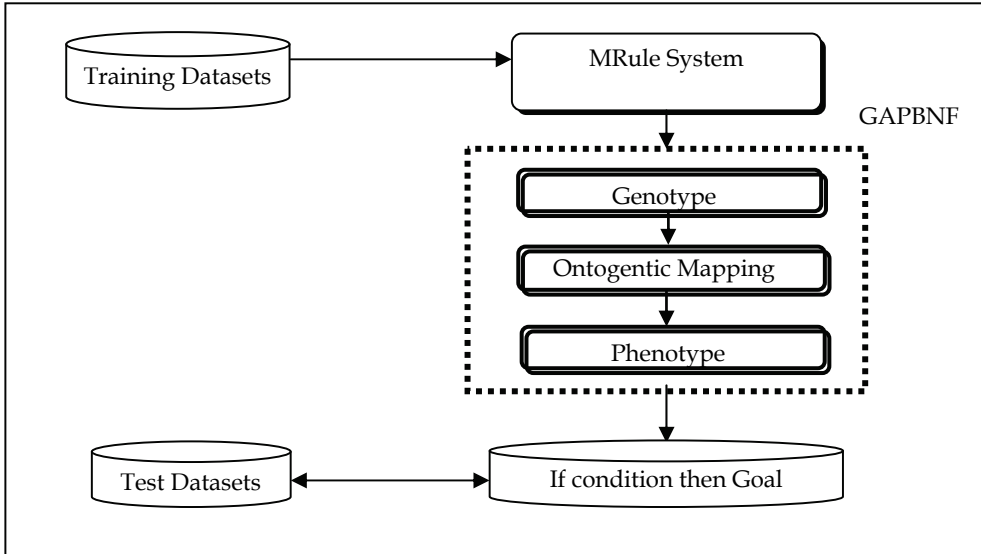 Training Datasets
MRule System
GAPBNF
Genotype
Ontogentic Mapping
Phenotype
Test Datasets
If condition then Goal